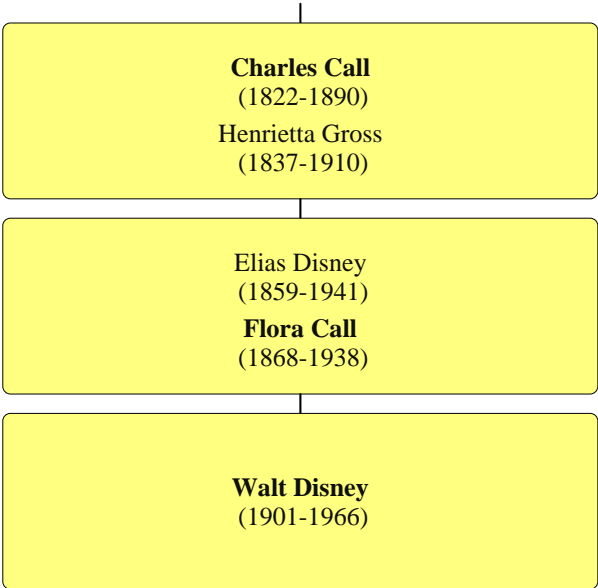 Charles Call
(1822-1890)
Henrietta Gross
(1837-1910)
Elias Disney
(1859-1941)
Flora Call
(1868-1938)
Walt Disney
(1901-1966)